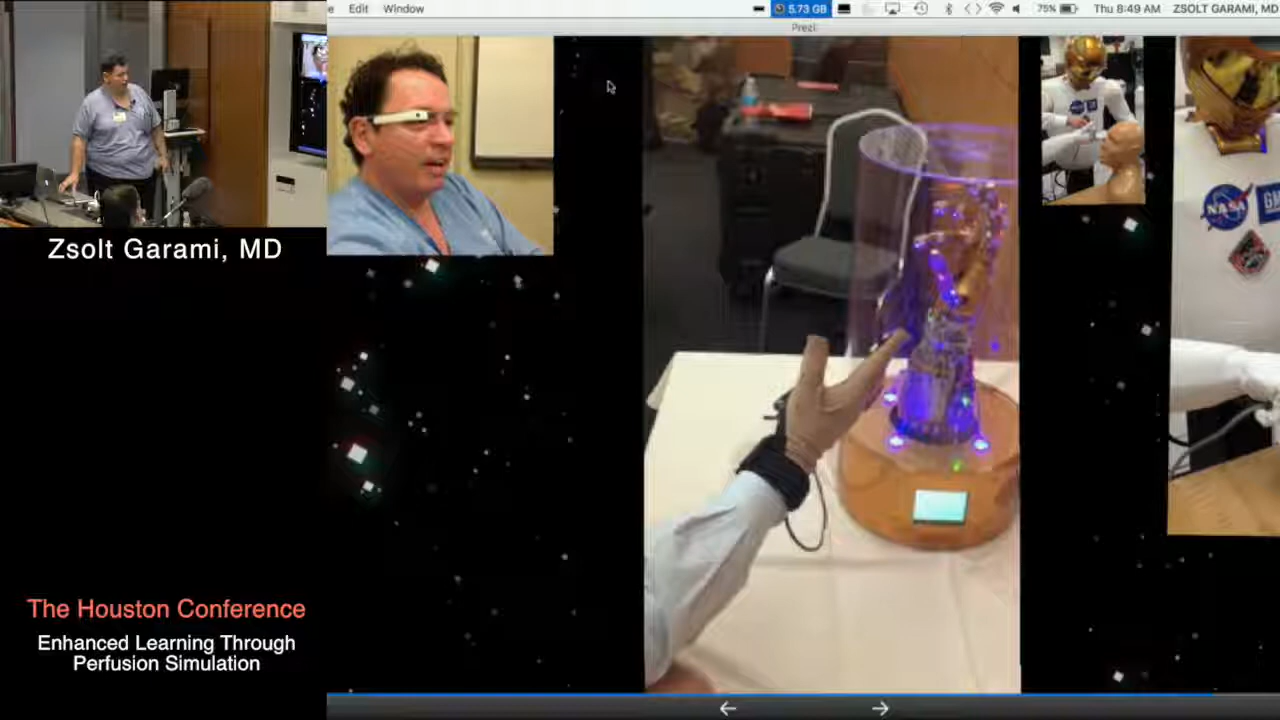 Edit Window 5.73 GB 75% Thu 8:49 AM ZSOLT GARAMI, MD
Prezi
NASA
Zsolt Garami, MD
The Houston Conference
Enhanced Learning Through
Perfusion Simulation